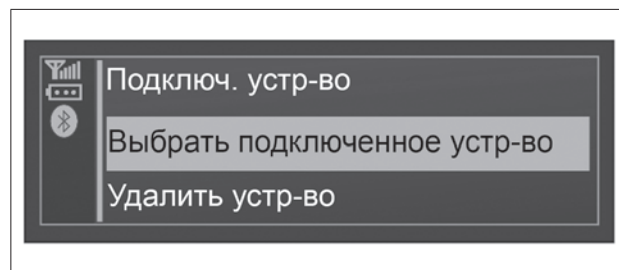 Подключ. устр-во
Выбрать подключенное устр-во
Удалить устр-во